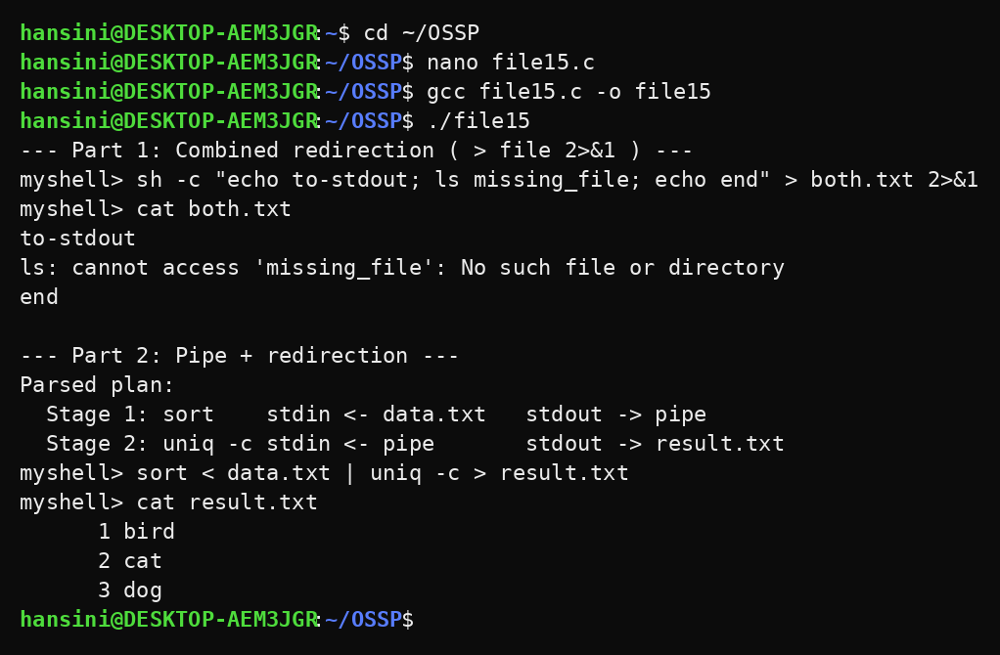 hansini@DESKTOP-AEM3JGR:~$ cd ~/OSSP
hansini@DESKTOP-AEM3JGR:~/OSSP$ nano file15.c
hansini@DESKTOP-AEM3JGR:~/OSSP$ gcc file15.c -o file15
hansini@DESKTOP-AEM3JGR:~/OSSP$ ./file15
--- Part 1: Combined redirection ( > file 2>&1 ) ---
myshell> sh -c "echo to-stdout; ls missing_file; echo end" > both.txt 2>&1
myshell> cat both.txt
to-stdout
ls: cannot access 'missing_file': No such file or directory
end

--- Part 2: Pipe + redirection ---
Parsed plan:
  Stage 1: sort    stdin <- data.txt   stdout -> pipe
  Stage 2: uniq -c stdin <- pipe       stdout -> result.txt
myshell> sort < data.txt | uniq -c > result.txt
myshell> cat result.txt
      1 bird
      2 cat
      3 dog
hansini@DESKTOP-AEM3JGR:~/OSSP$